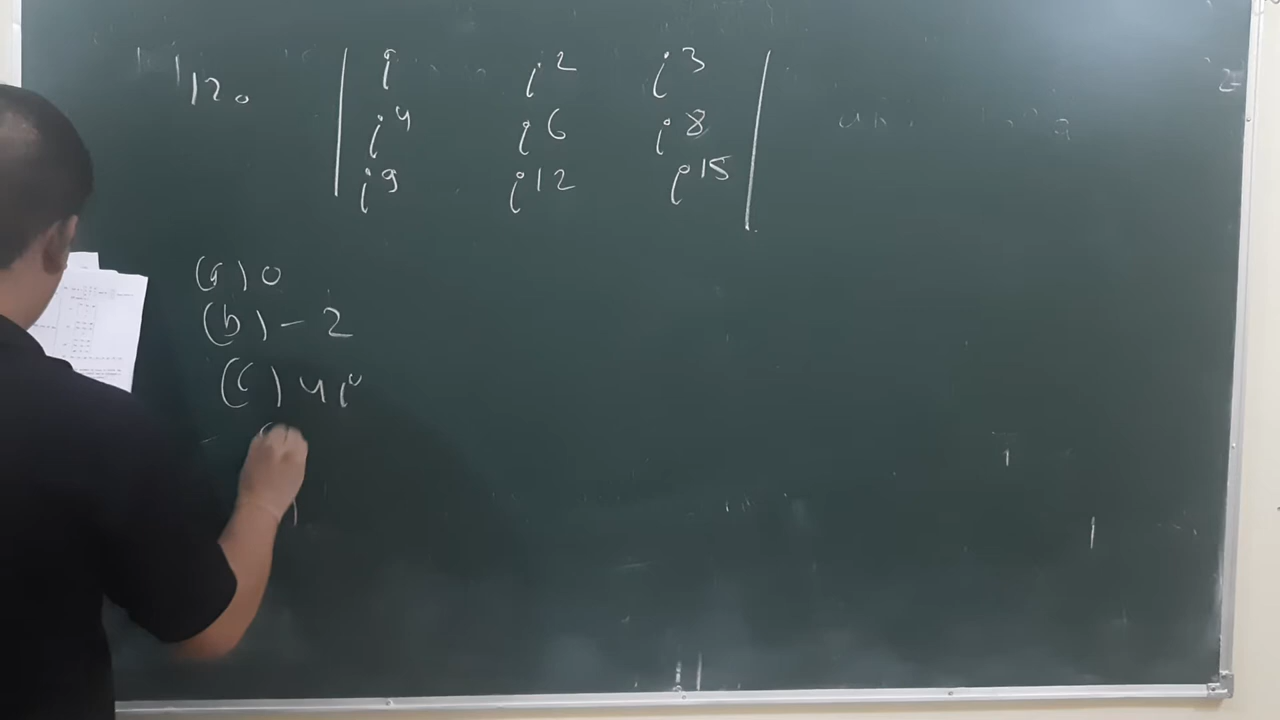 12.
| i i² i³ |
| i⁴ i⁶ i⁸ |
| i⁹ i¹² i¹⁵ |
(a) 0
(b) - 2
(c) 4i